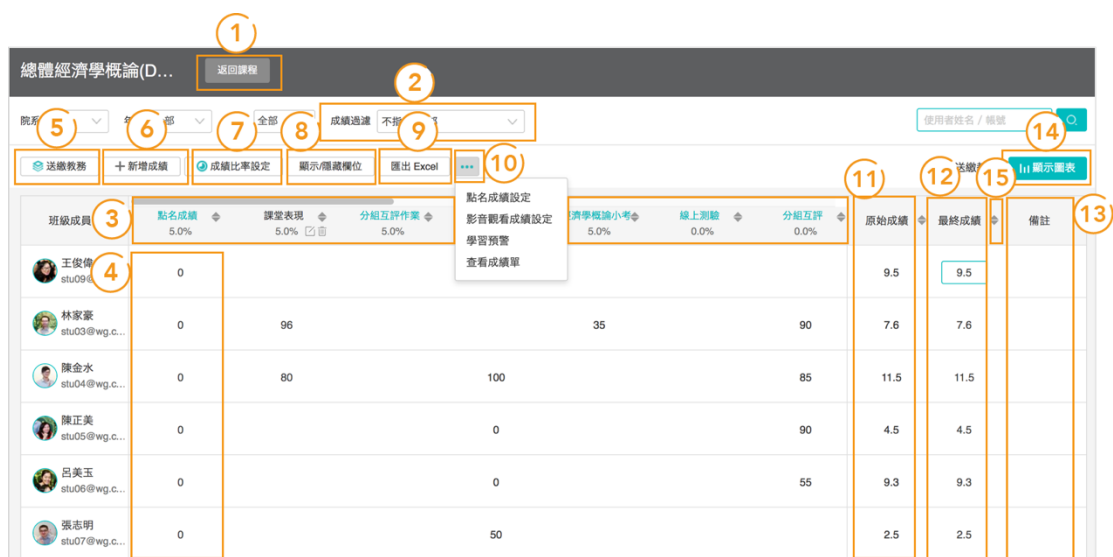 1
總體經濟學概論(D... 返回課程
2
院系 全部 成績過濾 使用者姓名 / 帳號
5 6 7 8 9 14
送繳教務 + 新增成績 成績比率設定 顯示/隱藏欄位 匯出 Excel ... 10 送繳 顯示圖表
11 12 15
點名成績設定
影音觀看成績設定
學習預警
查看成績單
班級成員 3 點名成績 課堂表現 分組互評作業 經濟學概論小考 線上測驗 分組互評 原始成績 最終成績 備註 13
5.0% 5.0% 5.0% 5.0% 0.0% 0.0%
王俊偉 4 0 9.5 9.5
stu09@
林家豪 0 96 35 90 7.6 7.6
stu03@wg.c...
陳金水 0 80 100 85 11.5 11.5
stu04@wg.c...
陳正美 0 0 90 4.5 4.5
stu05@wg.c...
呂美玉 0 0 55 9.3 9.3
stu06@wg.c...
張志明 0 50 2.5 2.5
stu07@wg.c...